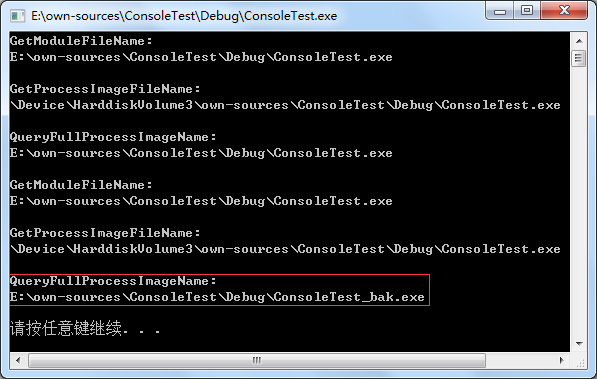 E:\own-sources\ConsoleTest\Debug\ConsoleTest.exe
GetModuleFileName:
E:\own-sources\ConsoleTest\Debug\ConsoleTest.exe
GetProcessImageFileName:
\Device\HarddiskVolume3\own-sources\ConsoleTest\Debug\ConsoleTest.exe
QueryFullProcessImageName:
E:\own-sources\ConsoleTest\Debug\ConsoleTest.exe
GetModuleFileName:
E:\own-sources\ConsoleTest\Debug\ConsoleTest.exe
GetProcessImageFileName:
\Device\HarddiskVolume3\own-sources\ConsoleTest\Debug\ConsoleTest.exe
QueryFullProcessImageName:
E:\own-sources\ConsoleTest\Debug\ConsoleTest_bak.exe
请按任意键继续. . .